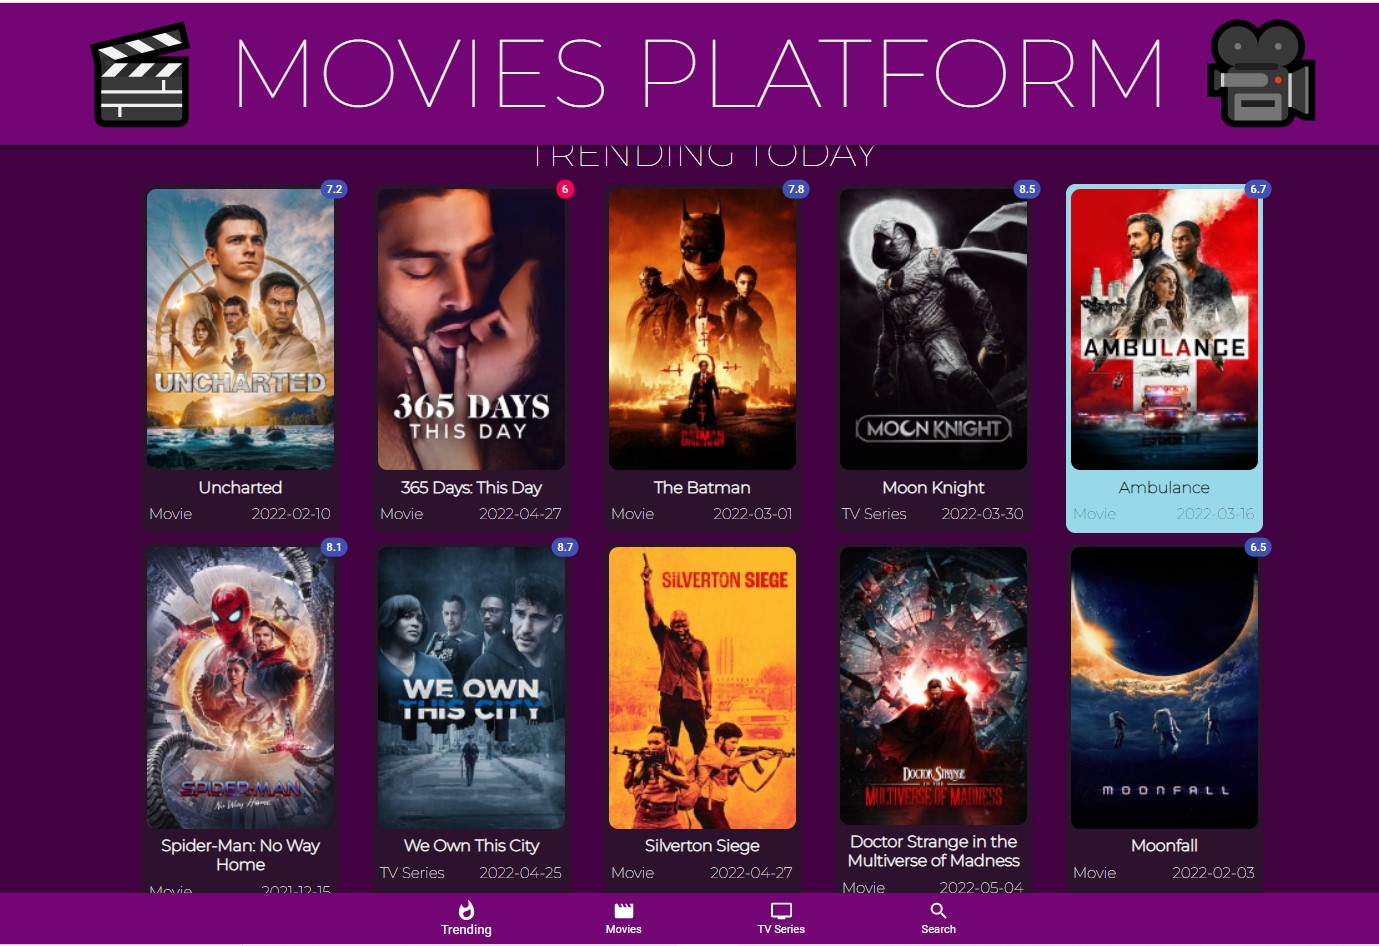 MOVIES PLATFORM
TRENDING TODAY
7.2
6
7.8
8.5
6.7
UNCHARTED
365 DAYS
THIS DAY
BATMAN
MOON KNIGHT
AMBULANCE
Uncharted
365 Days: This Day
The Batman
Moon Knight
Ambulance
Movie 2022-02-10
Movie 2022-04-27
Movie 2022-03-01
TV Series 2022-03-30
Movie 2022-03-16
8.1
8.7
6.5
SPIDER-MAN
No Way Home
WE OWN
THIS CITY
SILVERTON SIEGE
DOCTOR STRANGE
IN THE
MULTIVERSE OF MADNESS
MOONFALL
Spider-Man: No Way
Home
We Own This City
Silverton Siege
Doctor Strange in the
Multiverse of Madness
Moonfall
Movie 2021-12-15
TV Series 2022-04-25
Movie 2022-04-27
Movie 2022-05-04
Movie 2022-02-03
Trending
Movies
TV Series
Search